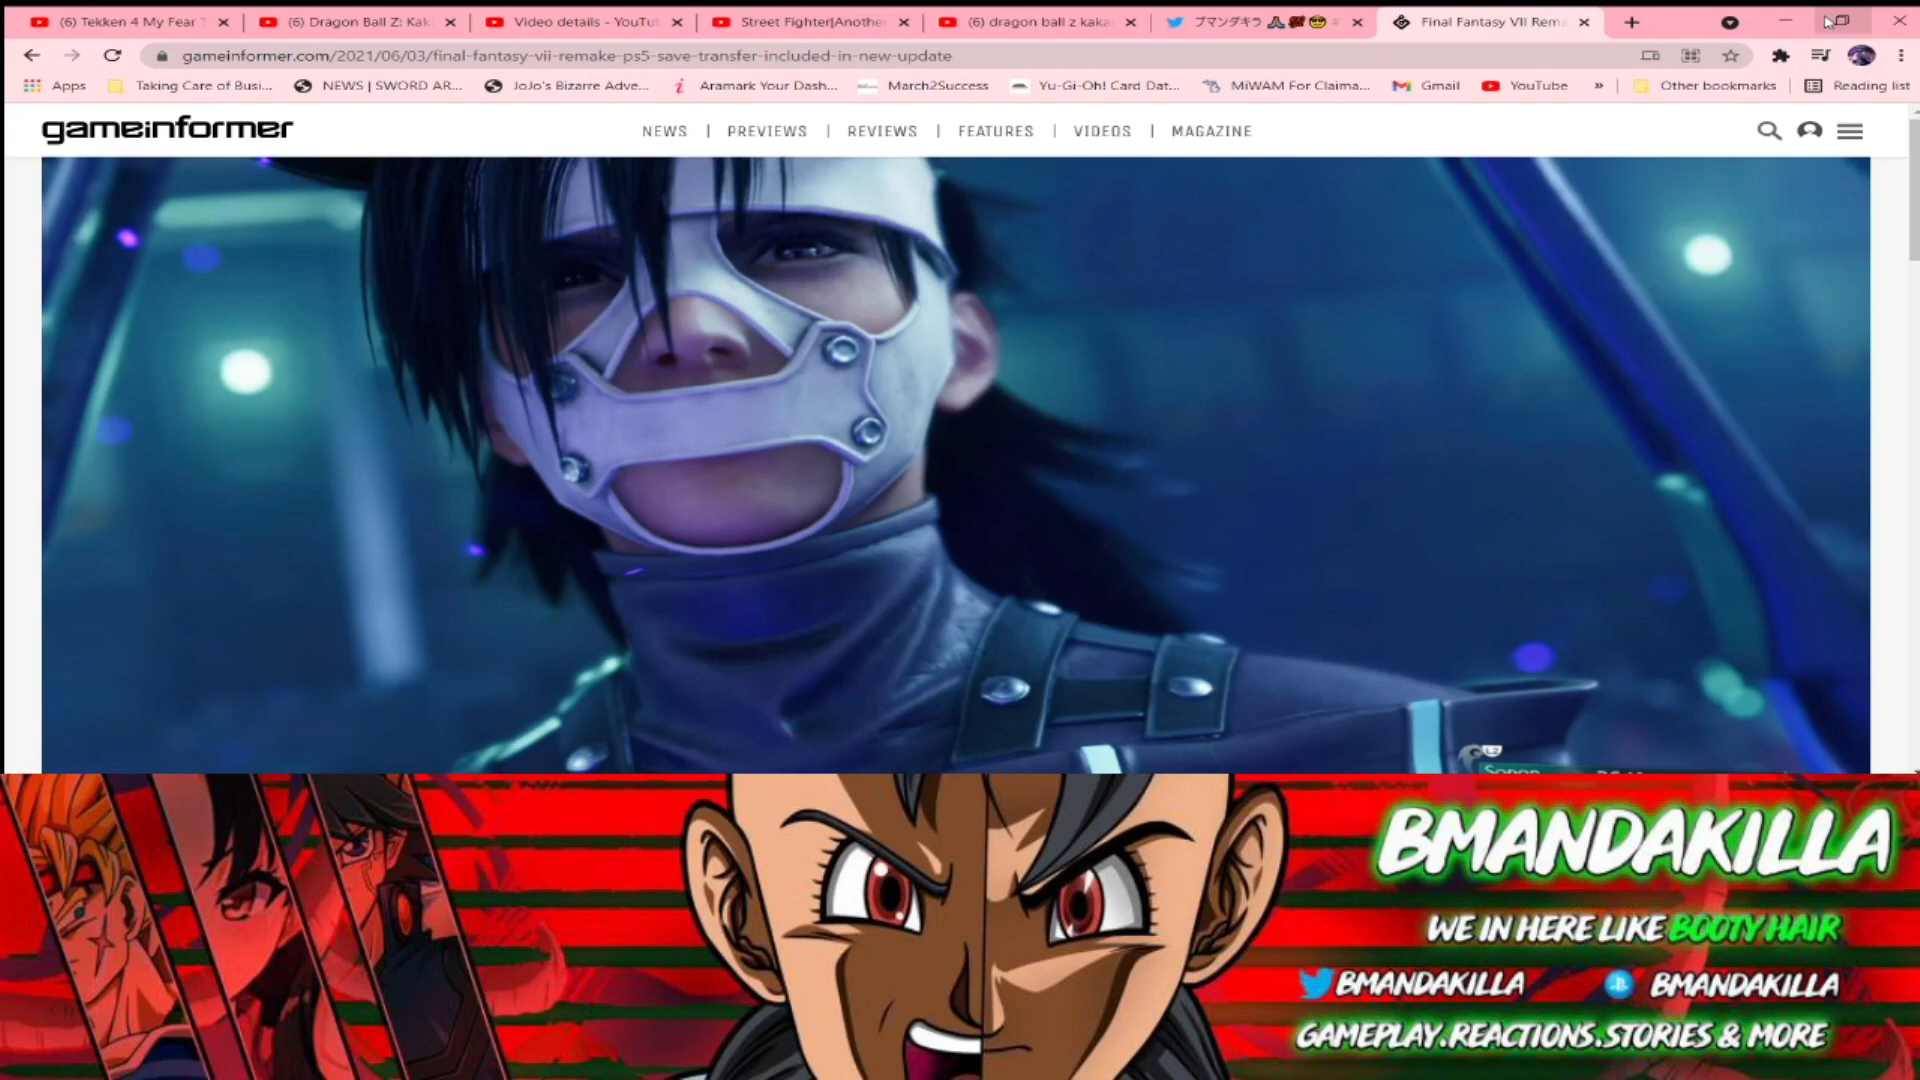 (6) Tekken 4 My Fear
(6) Dragon Ball Z: Kak
Video details - YouTu
Street Fighter|Anothe
(6) dragon ball z kaka
ブマンダキラ
Final Fantasy VII Rema
gameinformer.com/2021/06/03/final-fantasy-vii-remake-ps5-save-transfer-included-in-new-update
Apps
Taking Care of Busi...
NEWS | SWORD AR...
JoJo's Bizarre Adve...
Aramark Your Dash...
March2Success
Yu-Gi-Oh! Card Dat...
MiWAM For Claima...
Gmail
YouTube
»
Other bookmarks
Reading list
gameinformer
NEWS | PREVIEWS | REVIEWS | FEATURES | VIDEOS | MAGAZINE
L2
BMANDAKILLA
WE IN HERE LIKE BOOTY HAIR
BMANDAKILLA
BMANDAKILLA
GAMEPLAY.REACTIONS.STORIES & MORE